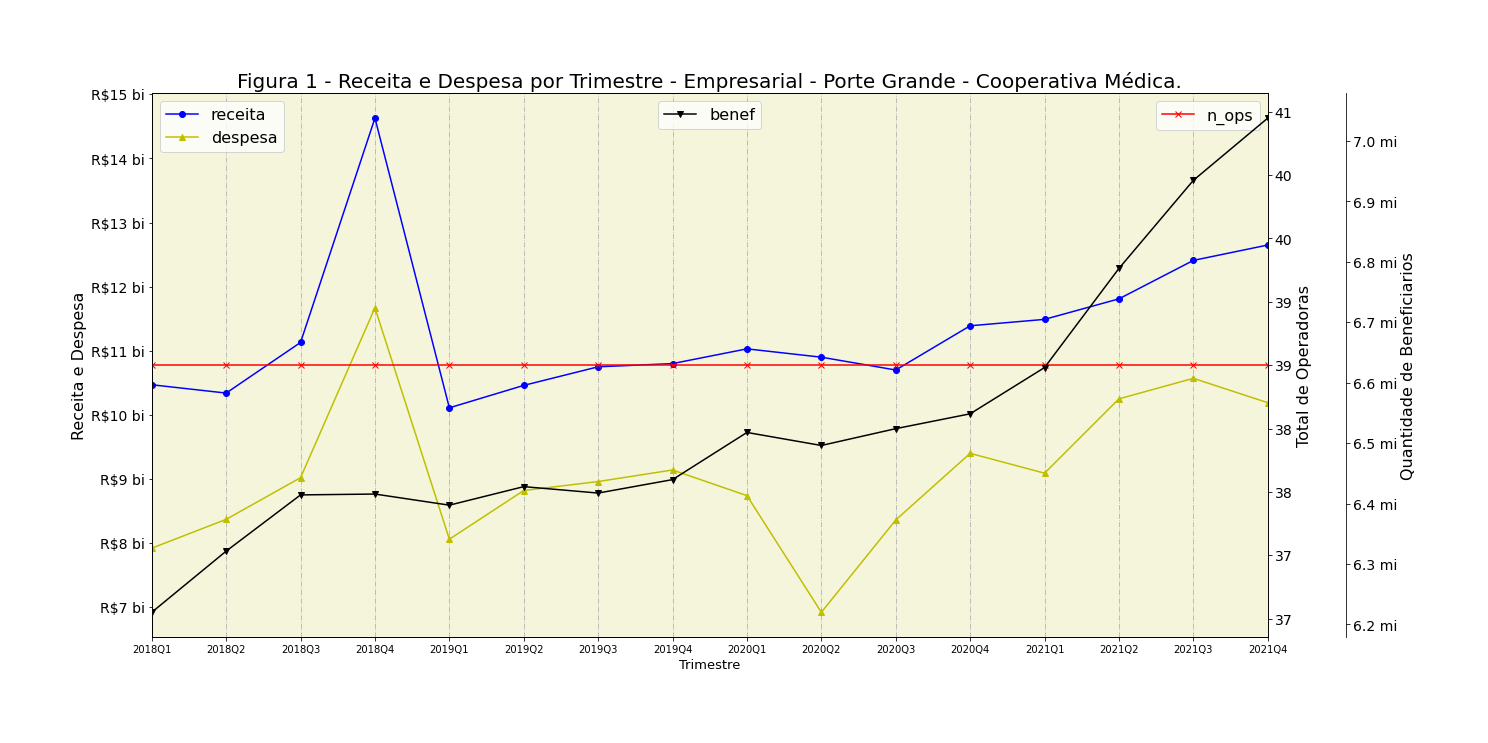 Figura 1 - Receita e Despesa por Trimestre - Empresarial - Porte Grande - Cooperativa Médica.
receita
despesa
benef
n_ops
Receita e Despesa
R$15 bi
R$14 bi
R$13 bi
R$12 bi
R$11 bi
R$10 bi
R$9 bi
R$8 bi
R$7 bi
41
40
40
39
39
38
38
37
37
Total de Operadoras
7.0 mi
6.9 mi
6.8 mi
6.7 mi
6.6 mi
6.5 mi
6.4 mi
6.3 mi
6.2 mi
Quantidade de Beneficiarios
2018Q1 2018Q2 2018Q3 2018Q4 2019Q1 2019Q2 2019Q3 2019Q4 2020Q1 2020Q2 2020Q3 2020Q4 2021Q1 2021Q2 2021Q3 2021Q4
Trimestre